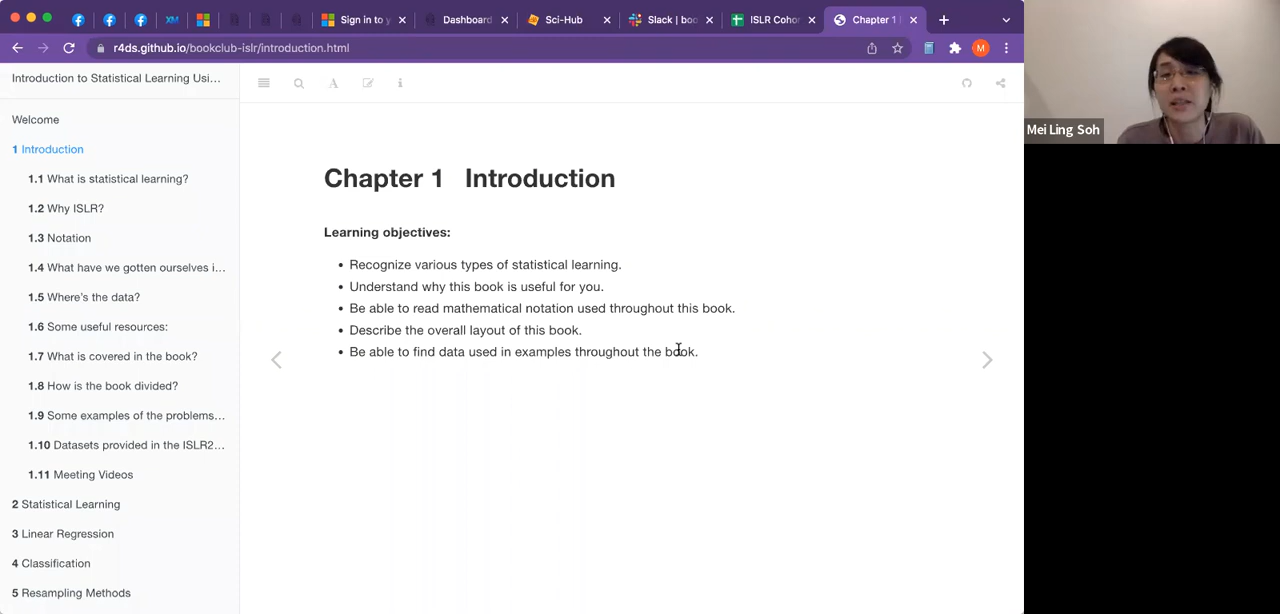 Sign in to y
Dashboard
Sci-Hub
Slack | boo
ISLR Cohor
Chapter 1
r4ds.github.io/bookclub-islr/introduction.html
M
Introduction to Statistical Learning Usi...
Welcome
1 Introduction
1.1 What is statistical learning?
1.2 Why ISLR?
1.3 Notation
1.4 What have we gotten ourselves i...
1.5 Where's the data?
1.6 Some useful resources:
1.7 What is covered in the book?
1.8 How is the book divided?
1.9 Some examples of the problems...
1.10 Datasets provided in the ISLR2...
1.11 Meeting Videos
2 Statistical Learning
3 Linear Regression
4 Classification
5 Resampling Methods
Chapter 1 Introduction
Learning objectives:
• Recognize various types of statistical learning.
• Understand why this book is useful for you.
• Be able to read mathematical notation used throughout this book.
• Describe the overall layout of this book.
• Be able to find data used in examples throughout the book.
Mei Ling Soh